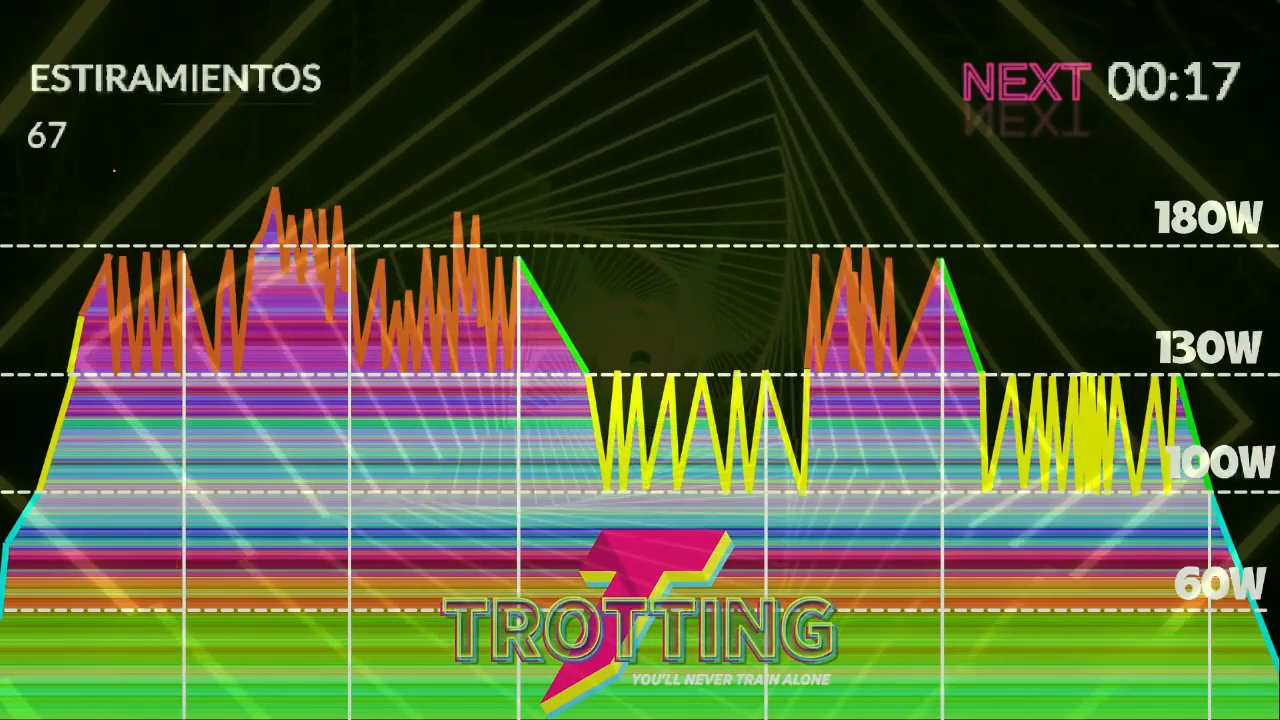 ESTIRAMIENTOS
67
NEXT 00:17
180W
130W
100W
60W
TROTTING
YOU'LL NEVER TRAIN ALONE